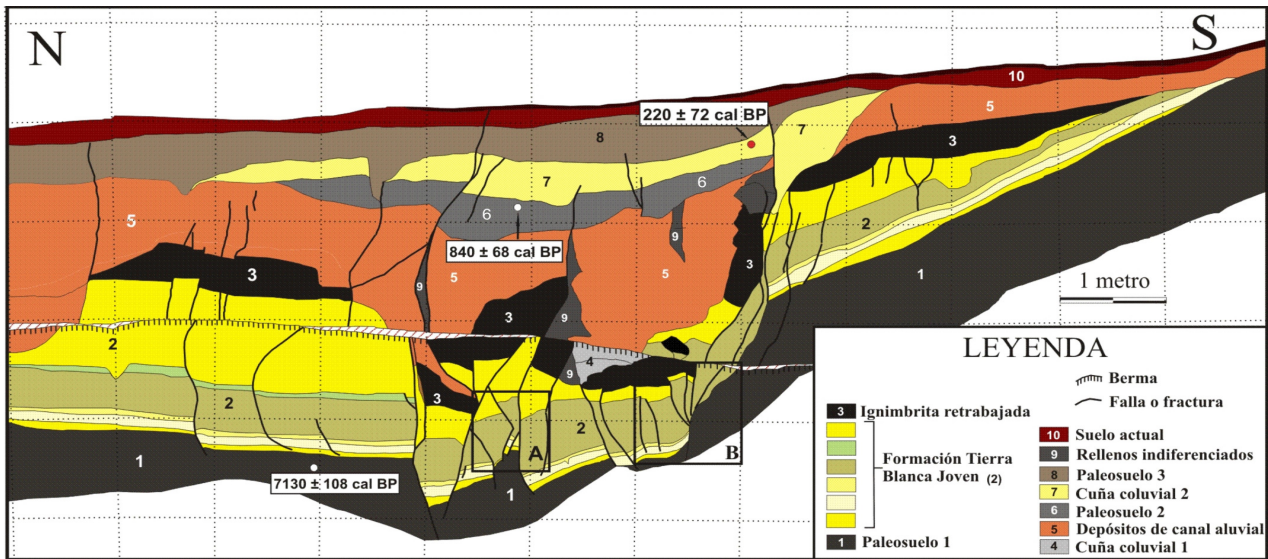 N
S
10
220 ± 72 cal BP
8
7
5
3
7
6
5
6
9
2
840 ± 68 cal BP
5
5
3
3
9
1
1 metro
3
9
2
4
9
3
2
2
A
B
1
1
7130 ± 108 cal BP
LEYENDA
Berma
Falla o fractura
3 Ignimbrita retrabajada
Formación Tierra
Blanca Joven (2)
1 Paleosuelo 1
10 Suelo actual
9 Rellenos indiferenciados
8 Paleosuelo 3
7 Cuña coluvial 2
6 Paleosuelo 2
5 Depósitos de canal aluvial
4 Cuña coluvial 1